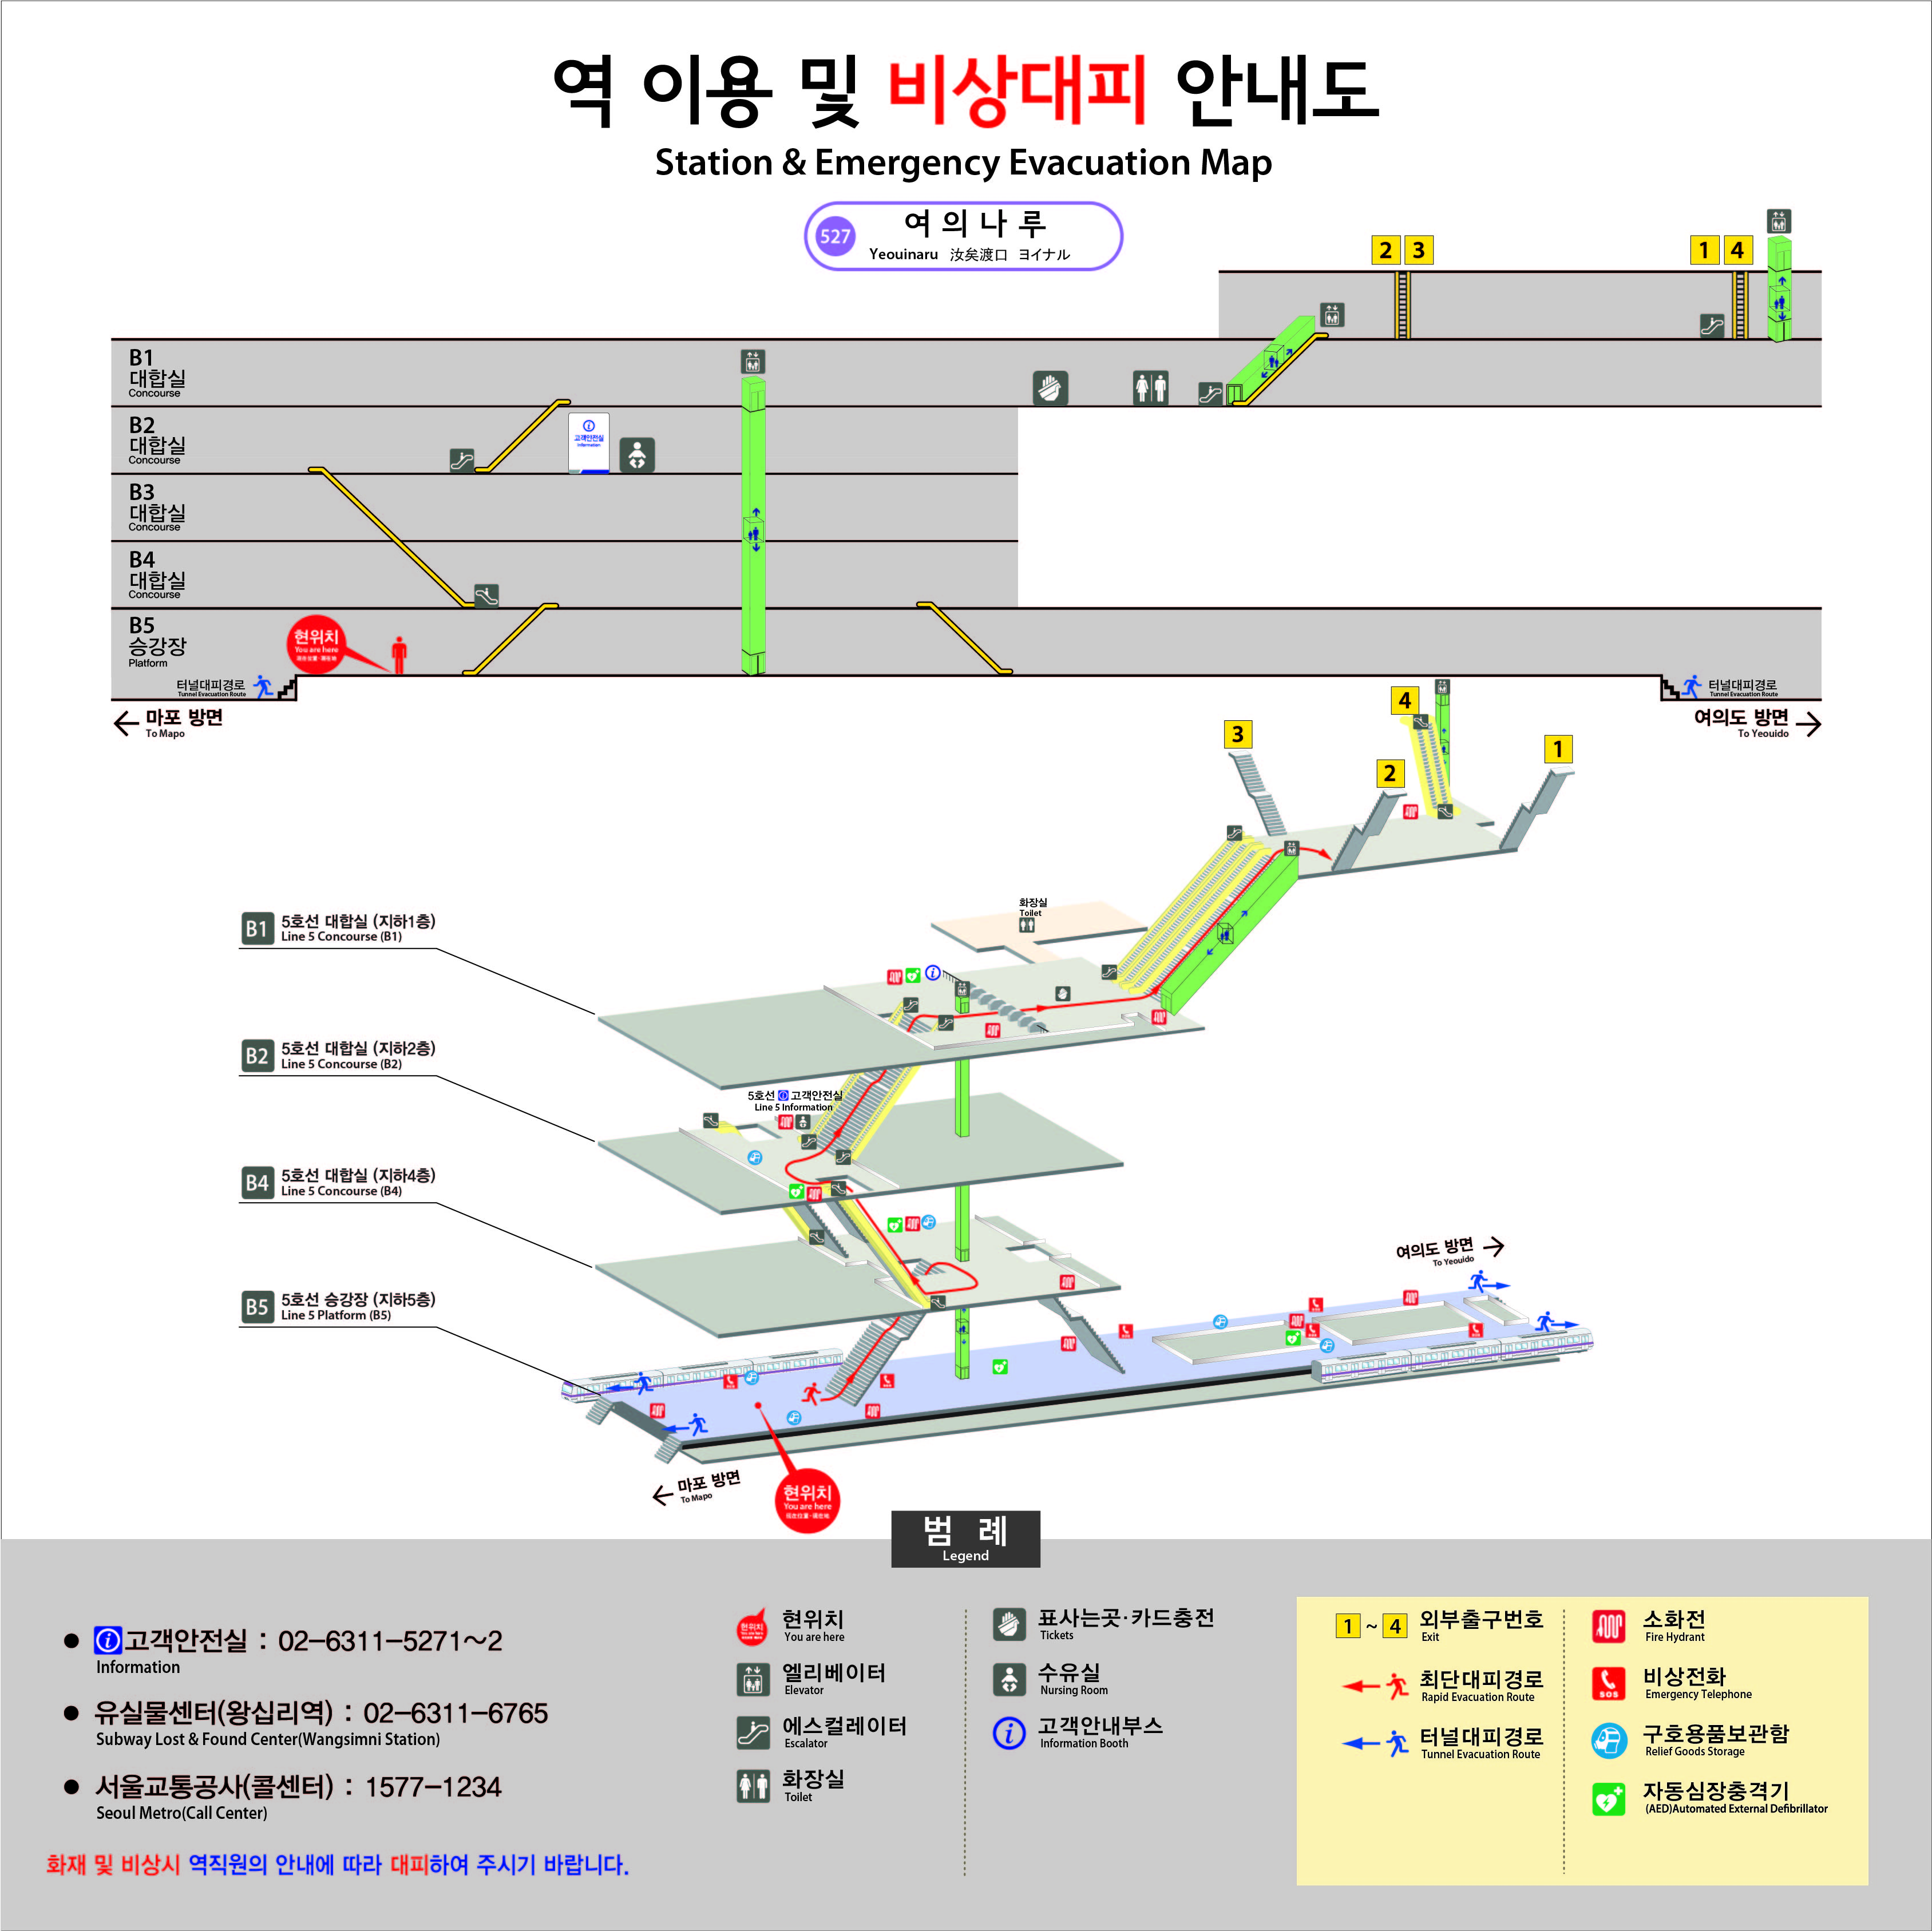 역 이용 및 비상대피 안내도
Station & Emergency Evacuation Map
527
여의나루
Yeouinaru 汝矣渡口 ヨイナル
2 3
1 4
B1
대합실
Concourse
B2
대합실
Concourse
고객안전실
Information
B3
대합실
Concourse
B4
대합실
Concourse
B5
승강장
Platform
현위치
You are here
터널대피경로
Tunnel Evacuation Route
터널대피경로
Tunnel Evacuation Route
← 마포 방면
To Mapo
여의도 방면 →
To Yeouido
4
3
1
2
화장실
Toilet
B1 5호선 대합실 (지하1층)
Line 5 Concourse (B1)
B2 5호선 대합실 (지하2층)
Line 5 Concourse (B2)
5호선 고객안전실
Line 5 Information
B4 5호선 대합실 (지하4층)
Line 5 Concourse (B4)
여의도 방면 →
To Yeouido
B5 5호선 승강장 (지하5층)
Line 5 Platform (B5)
← 마포 방면
To Mapo
현위치
You are here
범 례
Legend
● 고객안전실 : 02-6311-5271~2
Information
● 유실물센터(왕십리역) : 02-6311-6765
Subway Lost & Found Center(Wangsimni Station)
● 서울교통공사(콜센터) : 1577-1234
Seoul Metro(Call Center)
화재 및 비상시 역직원의 안내에 따라 대피하여 주시기 바랍니다.
현위치
현위치
You are here
엘리베이터
Elevator
에스컬레이터
Escalator
화장실
Toilet
표사는곳·카드충전
Tickets
수유실
Nursing Room
고객안내부스
Information Booth
1 ~ 4 외부출구번호
Exit
최단대피경로
Rapid Evacuation Route
터널대피경로
Tunnel Evacuation Route
소화전
Fire Hydrant
SOS
비상전화
Emergency Telephone
구호용품보관함
Relief Goods Storage
자동심장충격기
(AED)Automated External Defibrillator